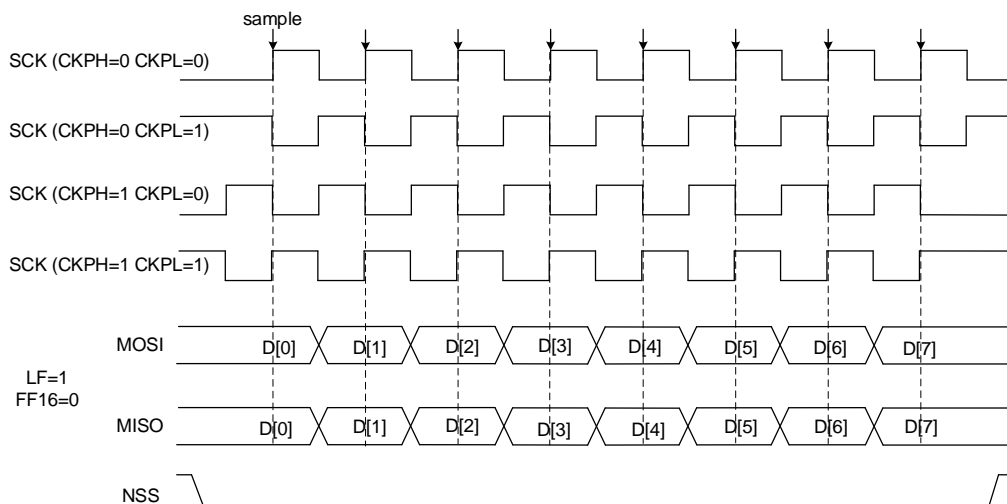 sample
SCK (CKPH=0 CKPL=0)
SCK (CKPH=0 CKPL=1)
SCK (CKPH=1 CKPL=0)
SCK (CKPH=1 CKPL=1)
MOSI
D[0] D[1] D[2] D[3] D[4] D[5] D[6] D[7]
LF=1
FF16=0
MISO
D[0] D[1] D[2] D[3] D[4] D[5] D[6] D[7]
NSS